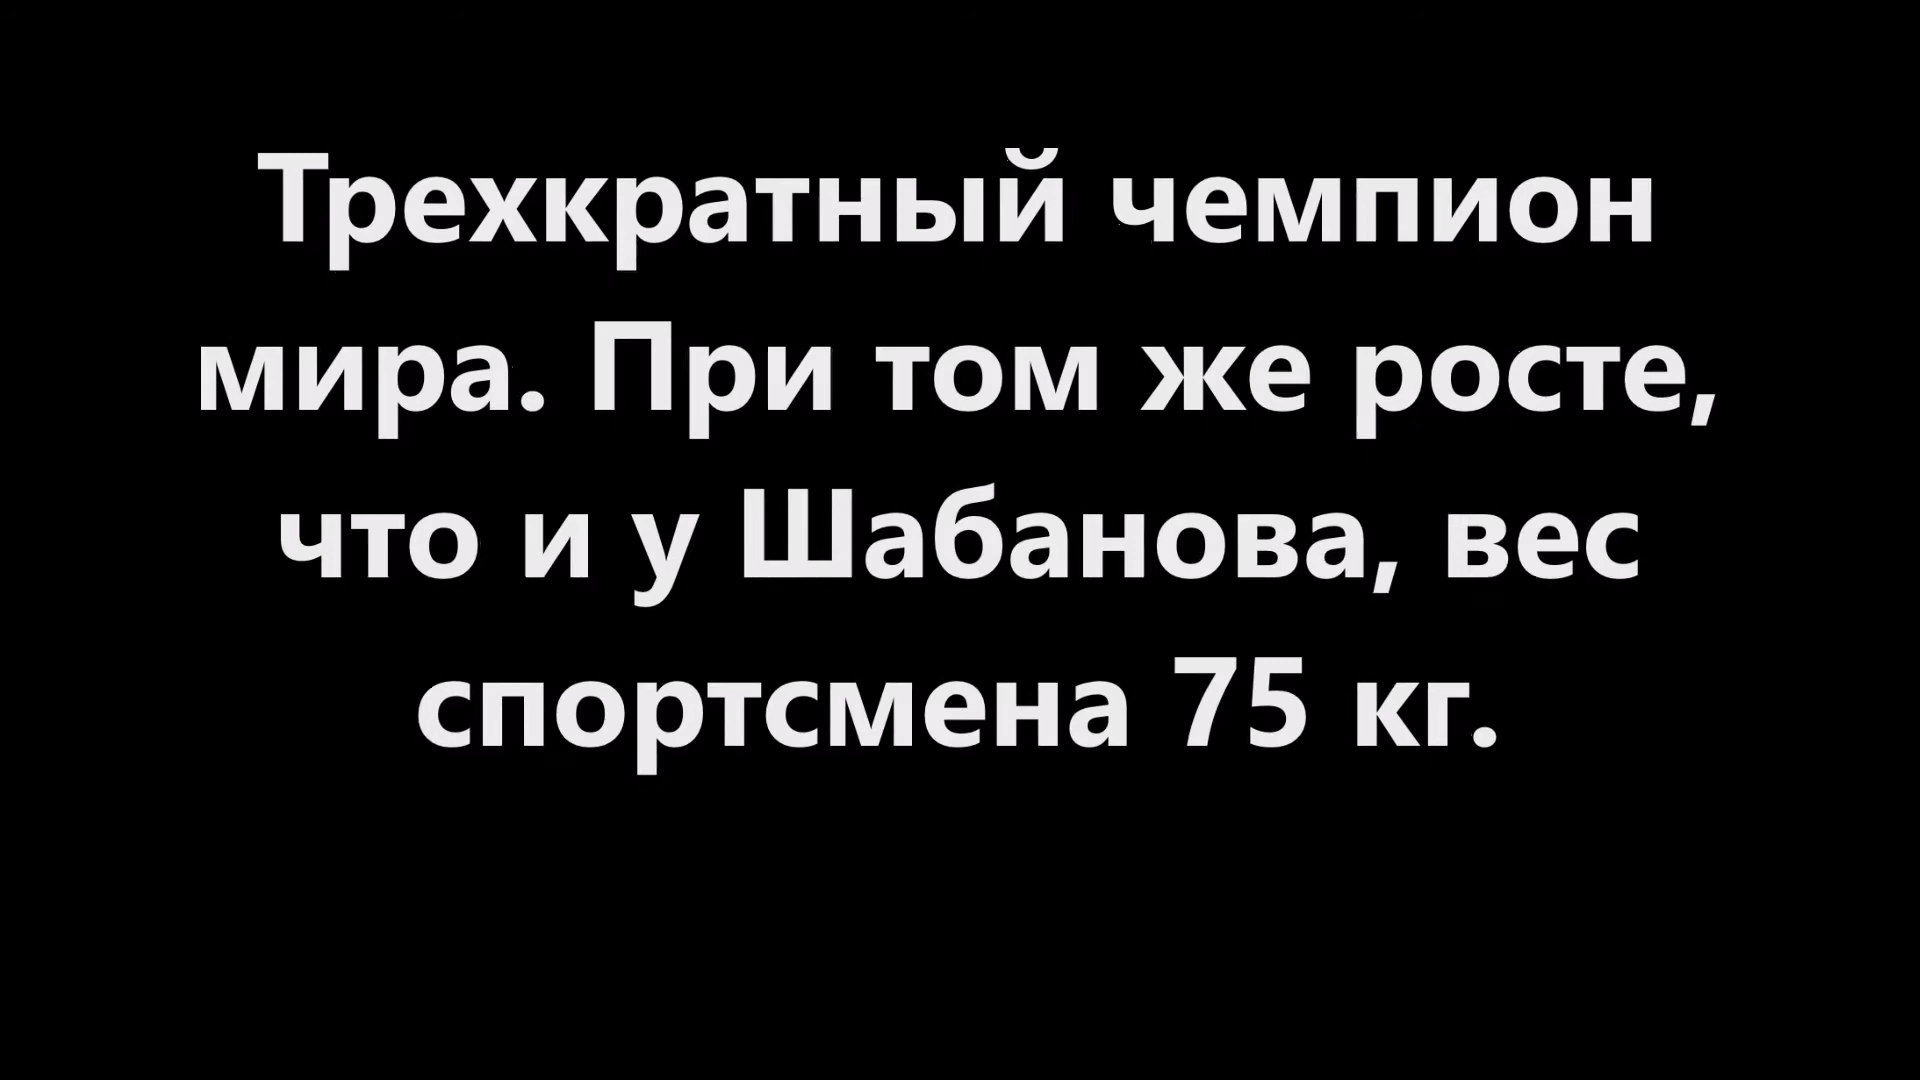 Трехкратный чемпион
мира. При том же росте,
что и у Шабанова, вес
спортсмена 75 кг.